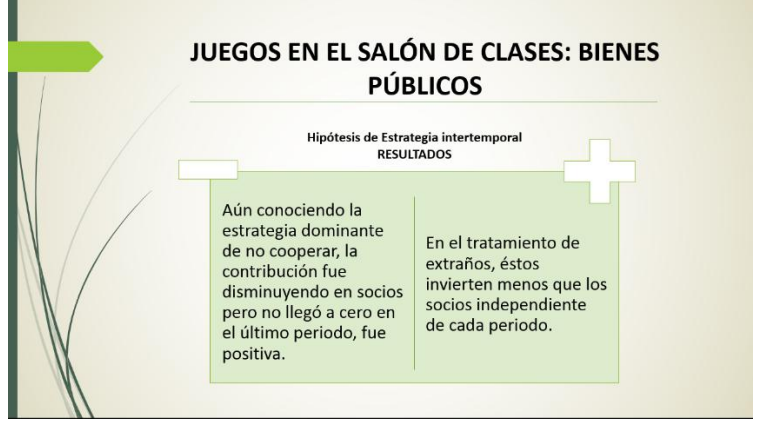 JUEGOS EN EL SALÓN DE CLASES: BIENES
PÚBLICOS
Hipótesis de Estrategia intertemporal
RESULTADOS
Aún conociendo la
estrategia dominante
de no cooperar, la
contribución fue
disminuyendo en socios
pero no llegó a cero en
el último periodo, fue
positiva.
En el tratamiento de
extraños, éstos
invierten menos que los
socios independiente
de cada periodo.